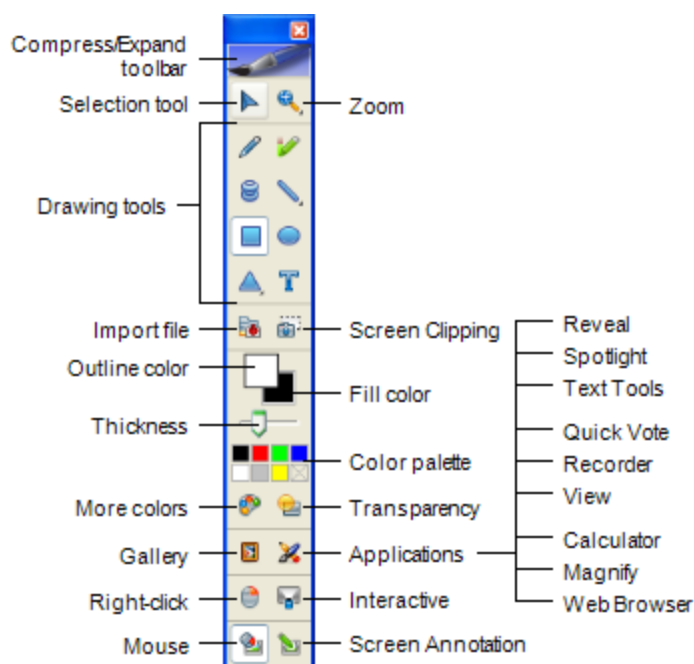 Compress/Expand
toolbar
Selection tool
Zoom
Drawing tools
T
Import file
Screen Clipping
Outline color
Fill color
Thickness
Color palette
More colors
Transparency
Gallery
Applications
Right-click
Interactive
Mouse
Screen Annotation
Reveal
Spotlight
Text Tools
Quick Vote
Recorder
View
Calculator
Magnify
Web Browser